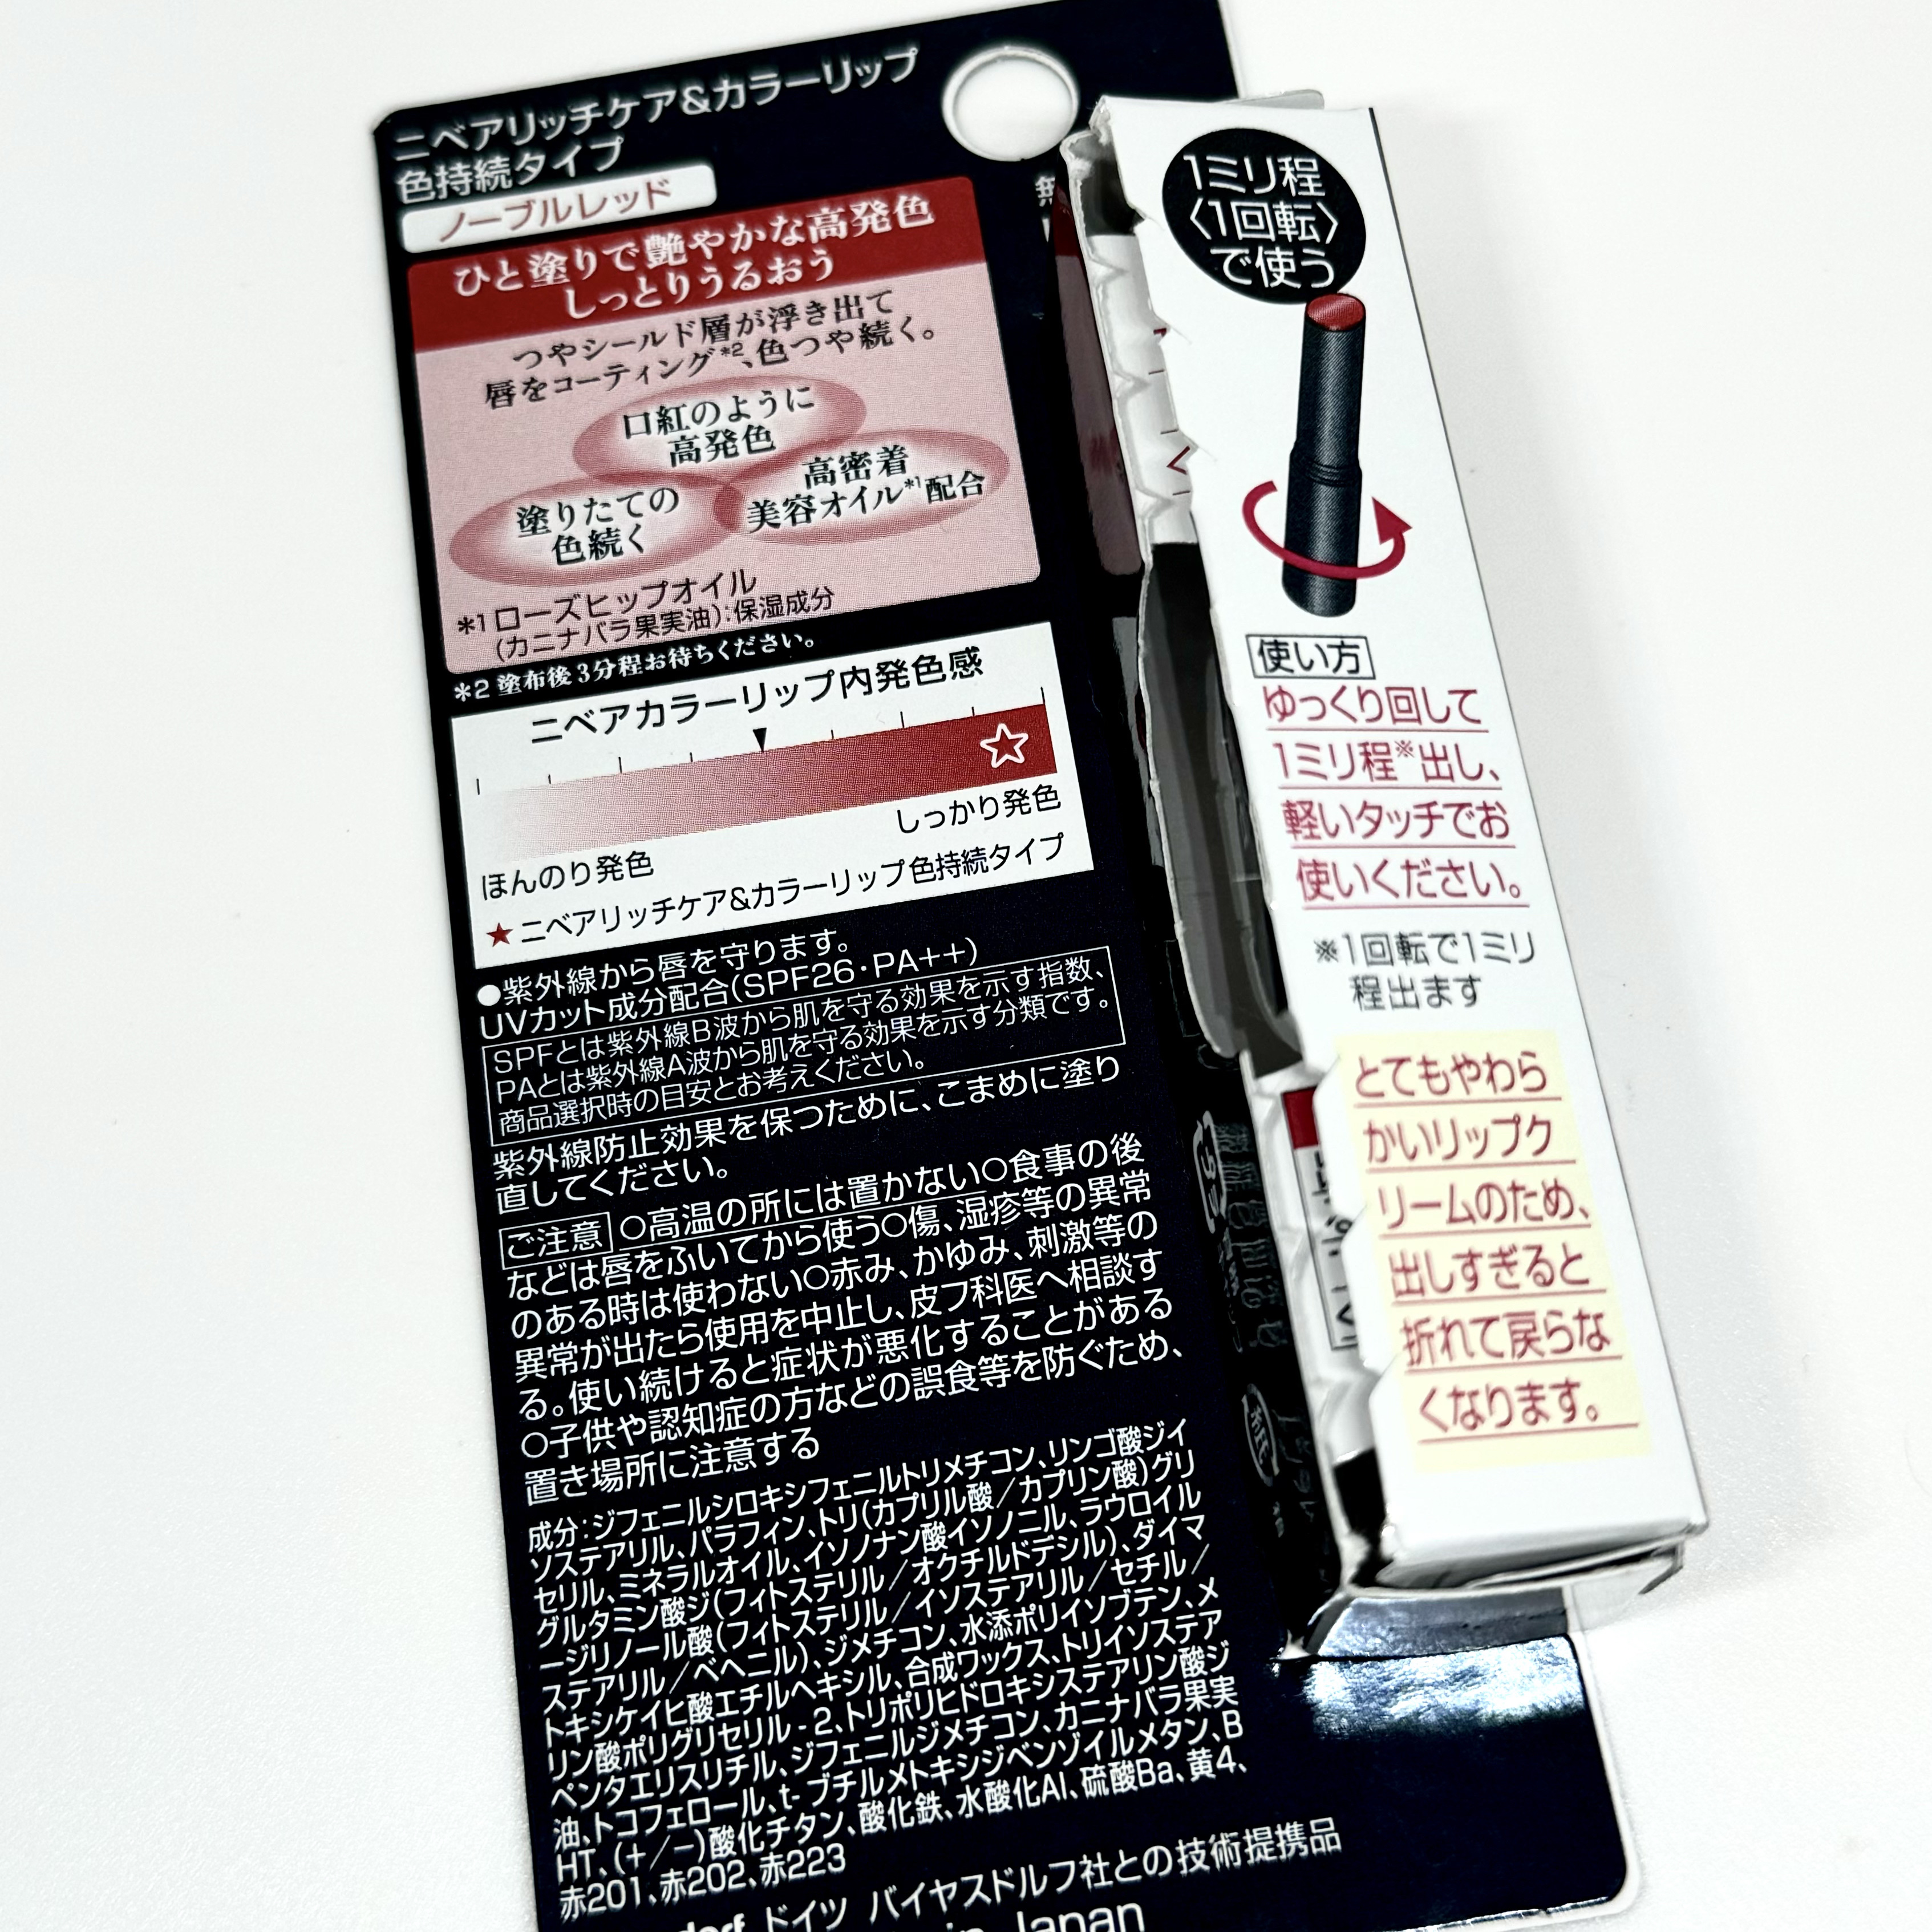 ニベアリッチケア&カラーリップ
色持続タイプ
ノーブルレッド
ひと塗りで艶やかな高発色
しっとりうるおう
つやシールド層が浮き出て
唇をコーティング*2、色つや続く。
口紅のように
高発色
塗りたての
色続く
高密着
美容オイル*1配合
*1 ローズヒップオイル
(カニナバラ果実油):保湿成分
*2 塗布後3分程お待ちください。
ニベアカラーリップ内発色感
しっかり発色
ほんのり発色
★ニベアリッチケア&カラーリップ色持続タイプ
●紫外線から唇を守ります。
UVカット成分配合(SPF26・PA++)
SPFとは紫外線B波から肌を守る効果を示す指数、
PAとは紫外線A波から肌を守る効果を示す分類です。
商品選択時の目安とお考えください。
紫外線防止効果を保つために、こまめに塗り
直してください。
ご注意 ○高温の所には置かない○食事の後
などは唇をふいてから使う○傷、湿疹等の異常
のある時は使わない○赤み、かゆみ、刺激等の
異常が出たら使用を中止し、皮フ科医へ相談す
る。使い続けると症状が悪化することがある
○子供や認知症の方などの誤食等を防ぐため、
置き場所に注意する
成分:ジフェニルシロキシフェニルトリメチコン、リンゴ酸ジイ
ソステアリル、パラフィン、トリ(カプリル酸/カプリン酸)グリ
セリル、ミネラルオイル、イソノナン酸イソノニル、ラウロイル
グルタミン酸ジ(フィトステリル/オクチルドデシル)、ダイマ
ージリノール酸(フィトステリル/イソステアリル/セチル/
ステアリル/ベヘニル)、ジメチコン、水添ポリイソブテン、メ
トキシケイヒ酸エチルヘキシル、合成ワックス、トリイソステア
リン酸ポリグリセリル-2、トリポリヒドロキシステアリン酸ジ
ペンタエリスリチル、ジフェニルジメチコン、カニナバラ果実
油、トコフェロール、t-ブチルメトキシジベンゾイルメタン、B
HT、(+/-)酸化チタン、酸化鉄、水酸化Al、硫酸Ba、黄4、
赤201、赤202、赤223
ドイツ バイヤスドルフ社との技術提携品
Japan
1ミリ程
〈1回転〉
で使う
使い方
ゆっくり回して
1ミリ程※出し、
軽いタッチでお
使いください。
※1回転で1ミリ
程出ます
とてもやわら
かいリップク
リームのため、
出しすぎると
折れて戻らな
くなります。